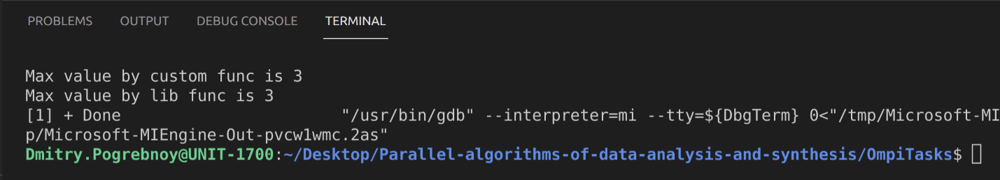 PROBLEMS OUTPUT DEBUG CONSOLE TERMINAL
Max value by custom func is 3
Max value by lib func is 3
[1] + Done "/usr/bin/gdb" --interpreter=mi --tty=${DbgTerm} 0<"/tmp/Microsoft-MI
p/Microsoft-MIEngine-Out-pvcw1wmc.2as"
Dmitry.Pogrebnoy@UNIT-1700:~/Desktop/Parallel-algorithms-of-data-analysis-and-synthesis/OmpiTasks$